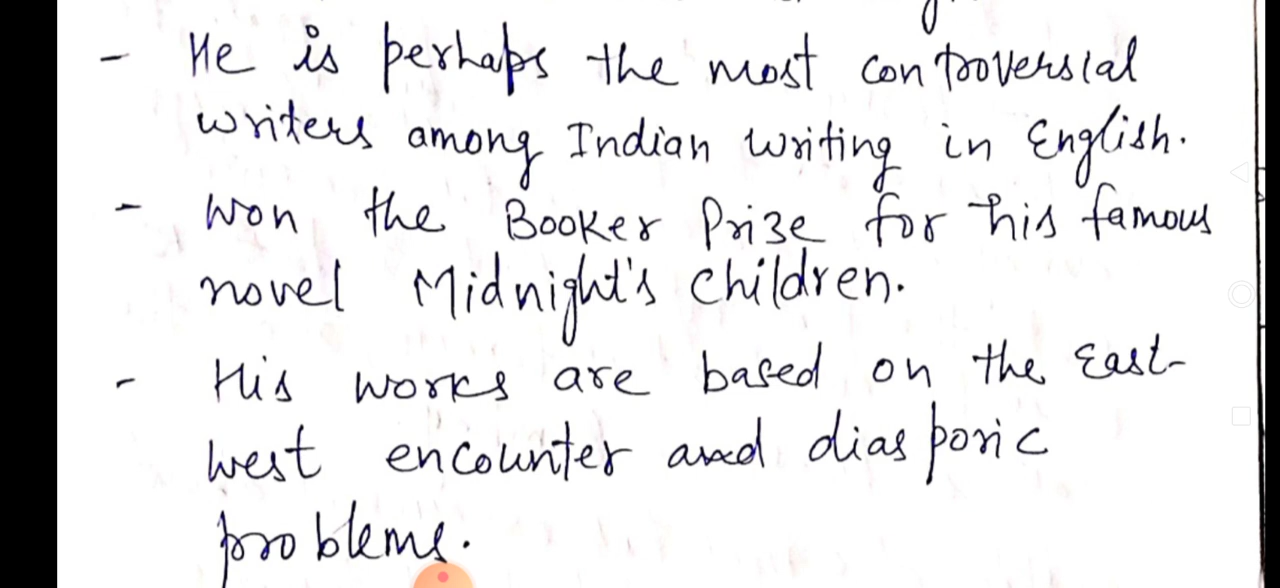 - He is perhaps the most controversial
writers among Indian writing in English.
- Won the Booker Prize for his famous
novel Midnight's children.
- His works are based on the East-
west encounter and diasporic
problems.